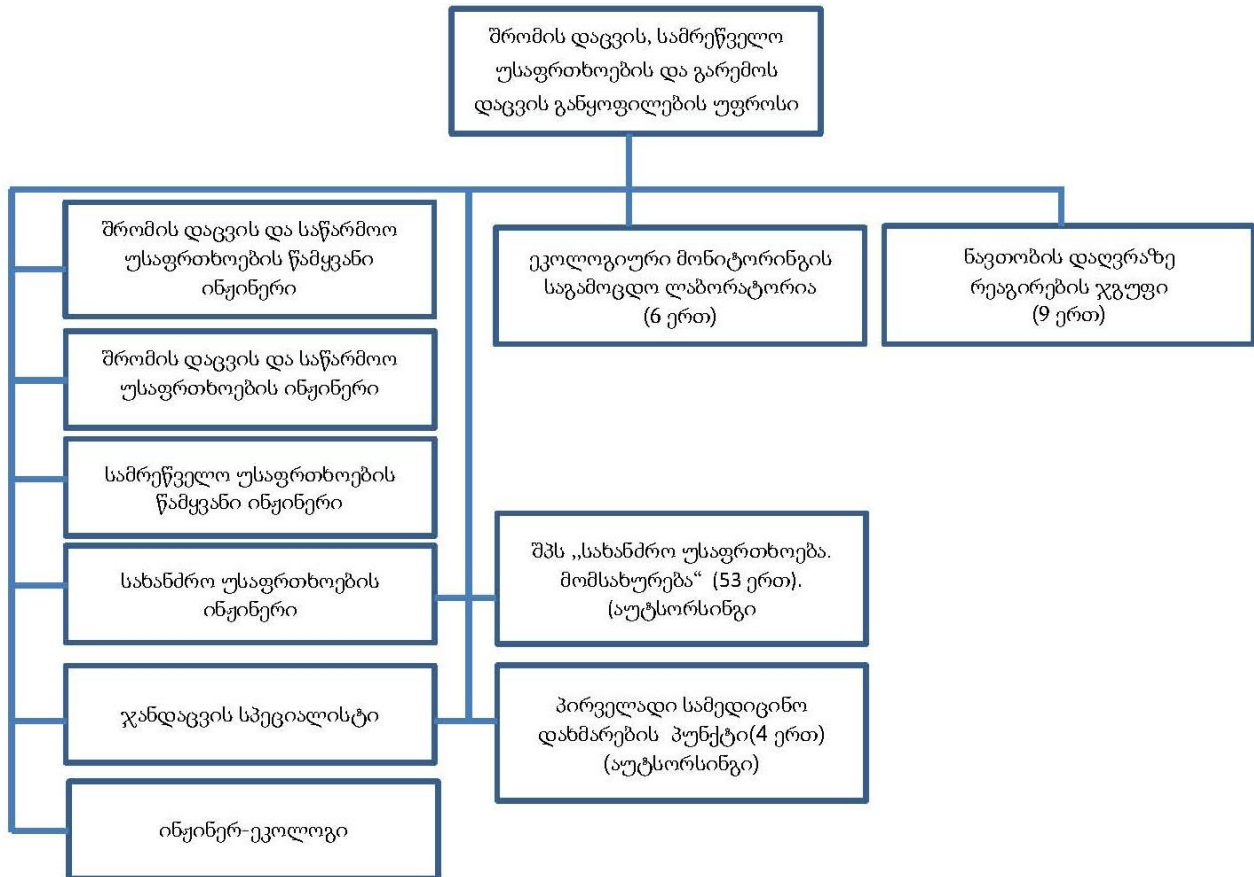 შრომის დაცვის, სამრეწველო
უსაფრთხოების და გარემოს
დაცვის განყოფილების უფროსი
შრომის დაცვის და საწარმოო
უსაფრთხოების წამყვანი
ინჟინერი
ეკოლოგიური მონიტორინგის
საგამოცდო ლაბორატორია
(6 ერთ)
ნავთობის დაღვრაზე
რეაგირების ჯგუფი
(9 ერთ)
შრომის დაცვის და საწარმოო
უსაფრთხოების ინჟინერი
სამრეწველო უსაფრთხოების
წამყვანი ინჟინერი
სახანძრო უსაფრთხოების
ინჟინერი
შპს „სახანძრო უსაფრთხოება.
მომსახურება“ (53 ერთ).
(აუტსორსინგი
ჯანდაცვის სპეციალისტი
პირველადი სამედიცინო
დახმარების პუნქტი(4 ერთ)
(აუტსორსინგი)
ინჟინერ-ეკოლოგი